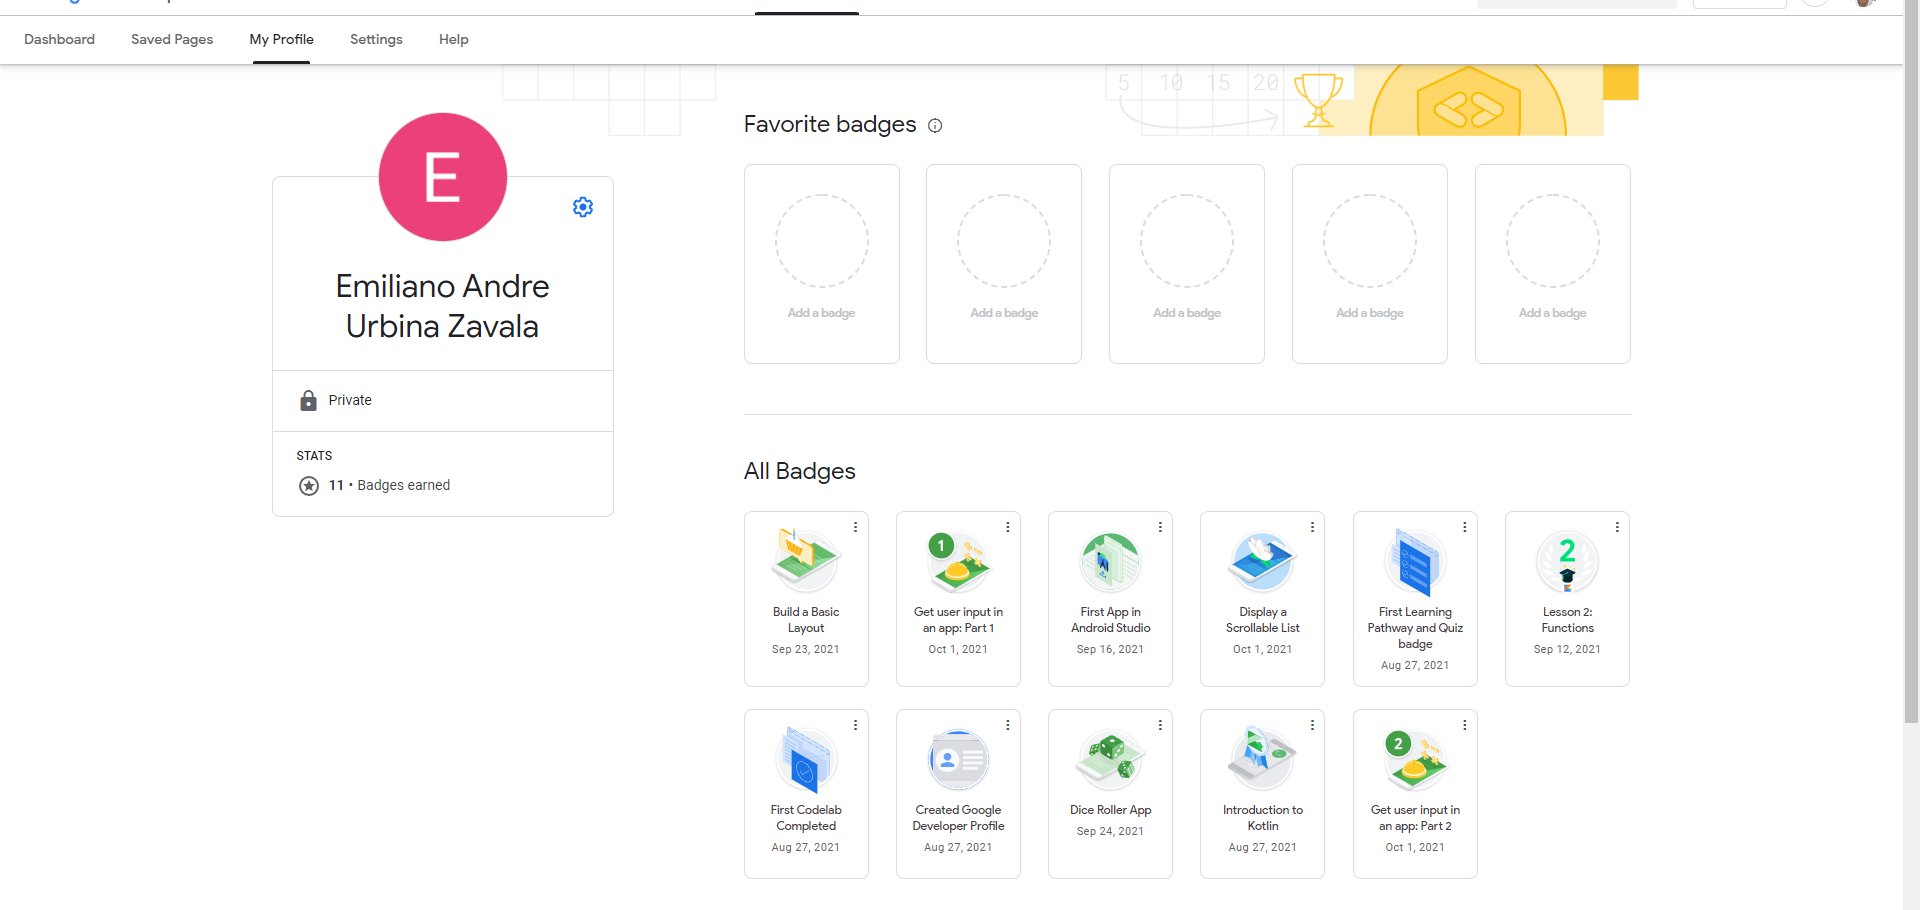 Dashboard Saved Pages My Profile Settings Help
5 10 15 20
E
Emiliano Andre
Urbina Zavala
Private
STATS
11 • Badges earned
Favorite badges
Add a badge Add a badge Add a badge Add a badge Add a badge
All Badges
Build a Basic
Layout
Sep 23, 2021
1
Get user input in
an app: Part 1
Oct 1, 2021
First App in
Android Studio
Sep 16, 2021
Display a
Scrollable List
Oct 1, 2021
First Learning
Pathway and Quiz
badge
Aug 27, 2021
2
Lesson 2:
Functions
Sep 12, 2021
First Codelab
Completed
Aug 27, 2021
Created Google
Developer Profile
Aug 27, 2021
Dice Roller App
Sep 24, 2021
Introduction to
Kotlin
Aug 27, 2021
2
Get user input in
an app: Part 2
Oct 1, 2021